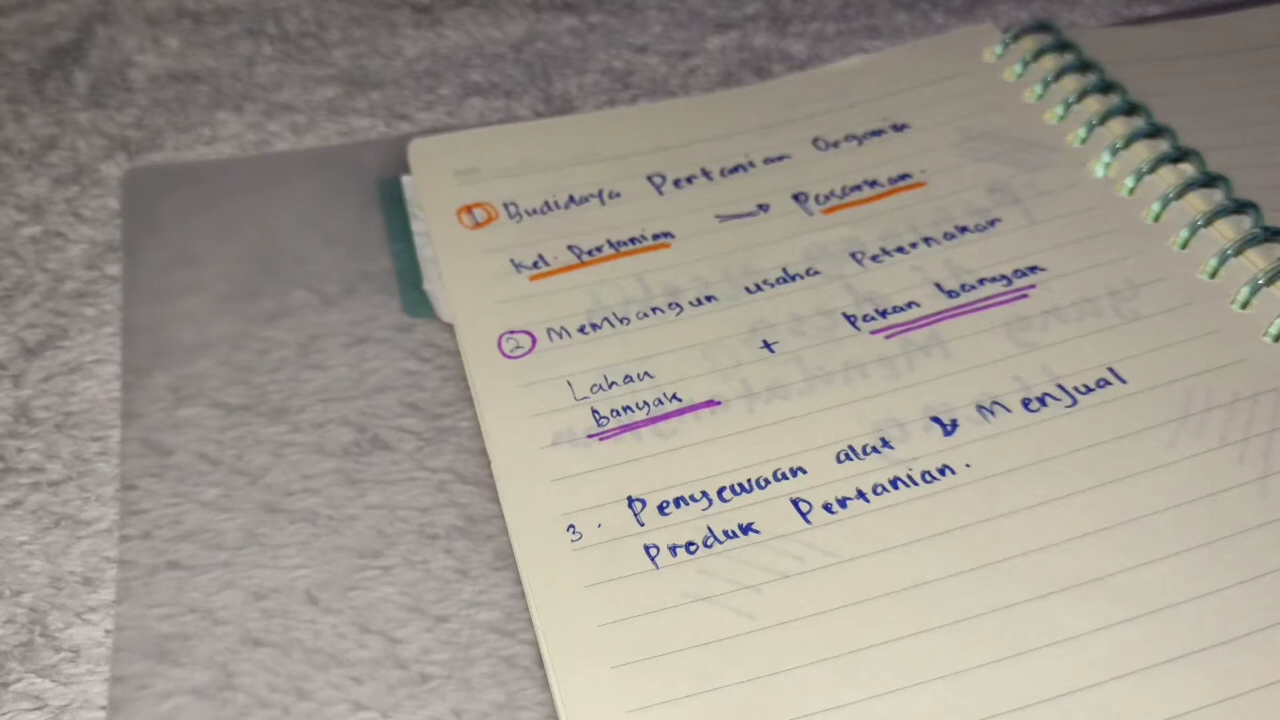 ① Budidaya Pertanian Organik
Kel. Pertanian → Pasarkan.
② Membangun usaha Peternakan
Lahan Banyak + Pakan banyak
3. Penyewaan alat & Menjual
Produk Pertanian.